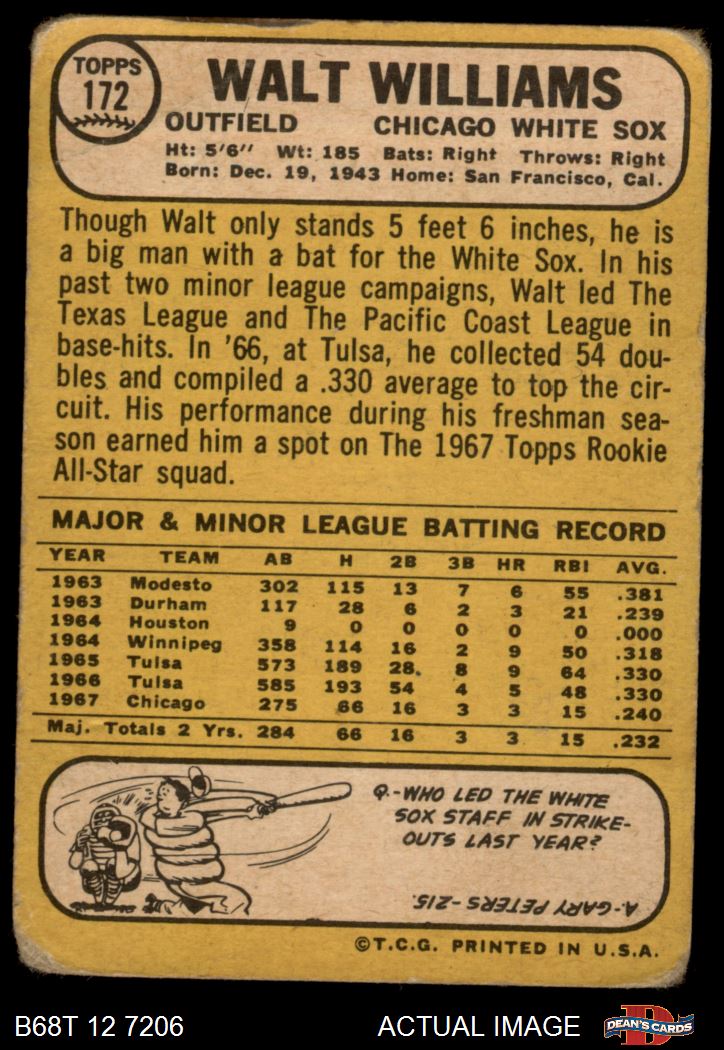 TOPPS
172
WALT WILLIAMS
OUTFIELD CHICAGO WHITE SOX
Ht: 5'6" Wt: 185 Bats: Right Throws: Right
Born: Dec. 19, 1943 Home: San Francisco, Cal.
Though Walt only stands 5 feet 6 inches, he is
a big man with a bat for the White Sox. In his
past two minor league campaigns, Walt led The
Texas League and The Pacific Coast League in
base-hits. In '66, at Tulsa, he collected 54 dou-
bles and compiled a .330 average to top the cir-
cuit. His performance during his freshman sea-
son earned him a spot on The 1967 Topps Rookie
All-Star squad.
MAJOR & MINOR LEAGUE BATTING RECORD
YEAR TEAM AB H 2B 3B HR RBI AVG.
1963 Modesto 302 115 13 7 6 55 .381
1963 Durham 117 28 6 2 3 21 .239
1964 Houston 9 0 0 0 0 0 .000
1964 Winnipeg 358 114 16 2 9 50 .318
1965 Tulsa 573 189 28 8 9 64 .330
1966 Tulsa 585 193 54 4 5 48 .330
1967 Chicago 275 66 16 3 3 15 .240
Maj. Totals 2 Yrs. 284 66 16 3 3 15 .232
Q.-WHO LED THE WHITE
SOX STAFF IN STRIKE-
OUTS LAST YEAR?
A-GARY PETERS-215.
©T.C.G. PRINTED IN U.S.A.
B68T 12 7206 ACTUAL IMAGE
D
DEAN'S CARDS